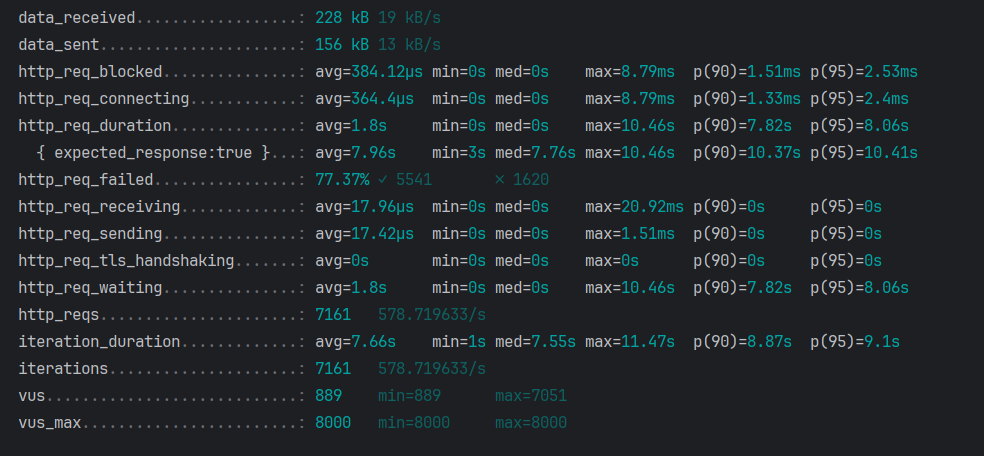 data_received..................: 228 kB 19 kB/s
data_sent......................: 156 kB 13 kB/s
http_req_blocked...............: avg=384.12µs min=0s med=0s    max=8.79ms  p(90)=1.51ms p(95)=2.53ms
http_req_connecting............: avg=364.4µs  min=0s med=0s    max=8.79ms  p(90)=1.33ms p(95)=2.4ms
http_req_duration..............: avg=1.8s     min=0s med=0s    max=10.46s  p(90)=7.82s  p(95)=8.06s
  { expected_response:true }...: avg=7.96s    min=3s med=7.76s max=10.46s  p(90)=10.37s p(95)=10.41s
http_req_failed................: 77.37% ✓ 5541       ✗ 1620
http_req_receiving.............: avg=17.96µs  min=0s med=0s    max=20.92ms p(90)=0s     p(95)=0s
http_req_sending...............: avg=17.42µs  min=0s med=0s    max=1.51ms  p(90)=0s     p(95)=0s
http_req_tls_handshaking.......: avg=0s       min=0s med=0s    max=0s      p(90)=0s     p(95)=0s
http_req_waiting...............: avg=1.8s     min=0s med=0s    max=10.46s  p(90)=7.82s  p(95)=8.06s
http_reqs......................: 7161   578.719633/s
iteration_duration.............: avg=7.66s    min=1s med=7.55s max=11.47s  p(90)=8.87s  p(95)=9.1s
iterations.....................: 7161   578.719633/s
vus............................: 889    min=889      max=7051
vus_max........................: 8000   min=8000     max=8000